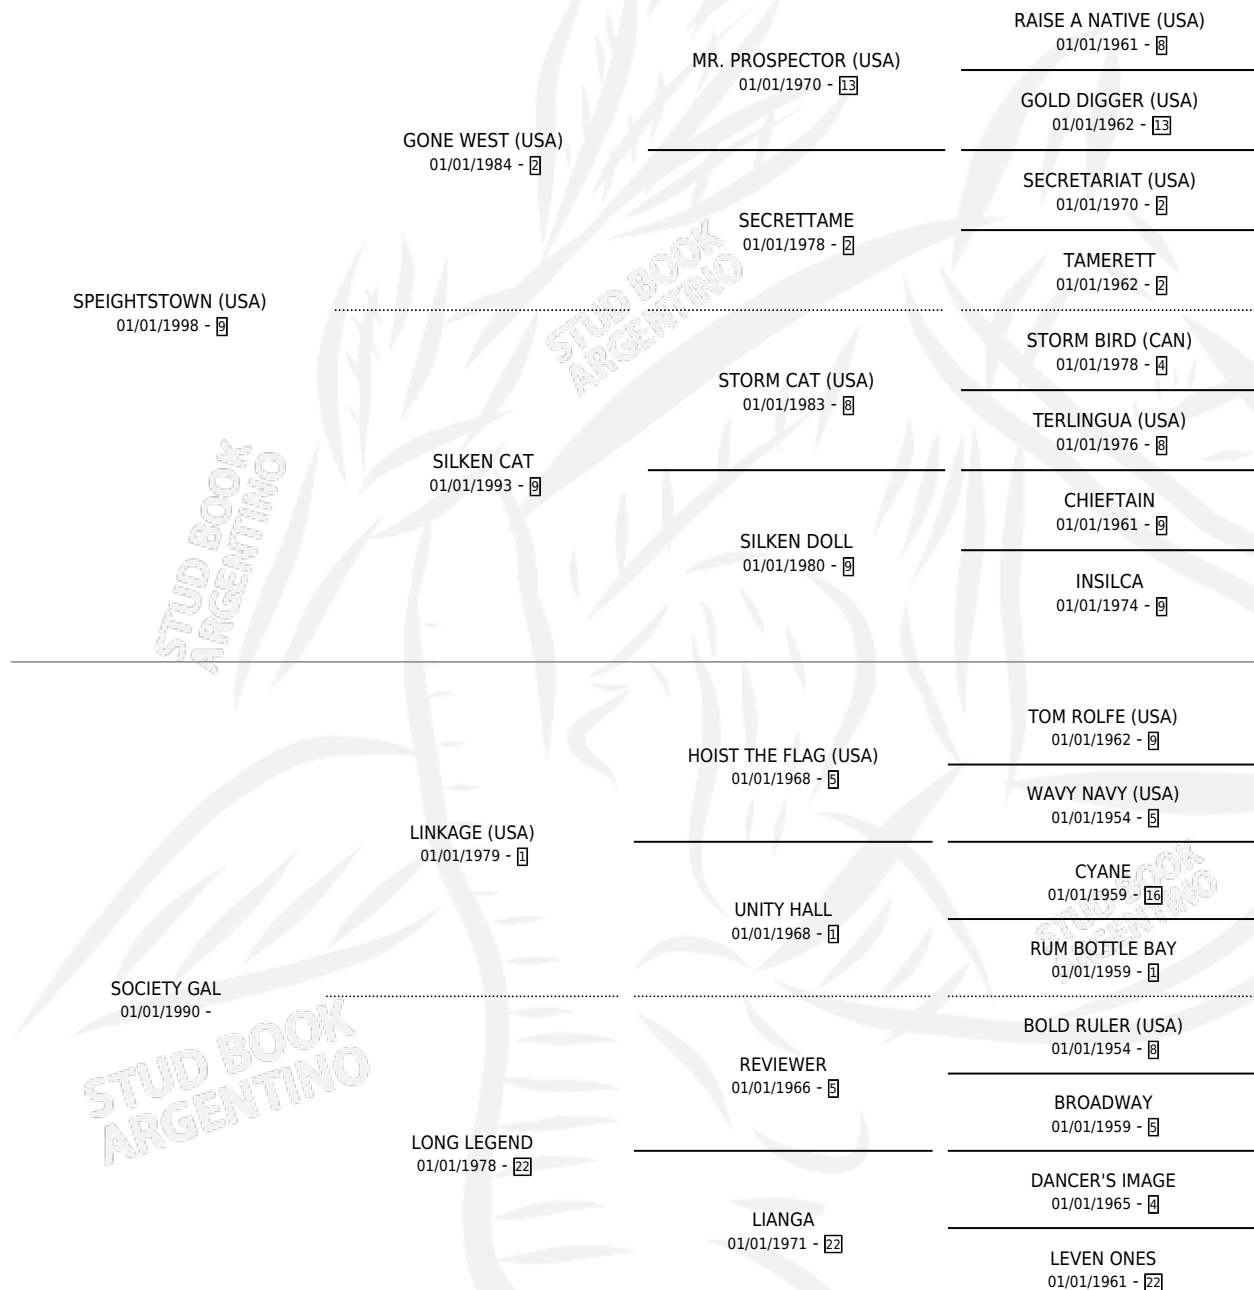 RAISE A NATIVE (USA)
01/01/1961 - 8
MR. PROSPECTOR (USA)
01/01/1970 - 13
GOLD DIGGER (USA)
01/01/1962 - 13
GONE WEST (USA)
01/01/1984 - 2
SECRETARIAT (USA)
01/01/1970 - 2
SECRETTAME
01/01/1978 - 2
TAMERETT
01/01/1962 - 2
SPEIGHTSTOWN (USA)
01/01/1998 - 9
STORM BIRD (CAN)
01/01/1978 - 4
STORM CAT (USA)
01/01/1983 - 8
TERLINGUA (USA)
01/01/1976 - 8
SILKEN CAT
01/01/1993 - 9
CHIEFTAIN
01/01/1961 - 9
SILKEN DOLL
01/01/1980 - 9
INSILCA
01/01/1974 - 9
TOM ROLFE (USA)
01/01/1962 - 9
HOIST THE FLAG (USA)
01/01/1968 - 5
WAVY NAVY (USA)
01/01/1954 - 5
LINKAGE (USA)
01/01/1979 - 1
CYANE
01/01/1959 - 16
UNITY HALL
01/01/1968 - 1
RUM BOTTLE BAY
01/01/1959 - 1
SOCIETY GAL
01/01/1990 -
BOLD RULER (USA)
01/01/1954 - 8
REVIEWER
01/01/1966 - 5
BROADWAY
01/01/1959 - 5
LONG LEGEND
01/01/1978 - 22
DANCER'S IMAGE
01/01/1965 - 4
LIANGA
01/01/1971 - 22
LEVEN ONES
01/01/1961 - 22
STUD BOOK
ARGENTINO
STUD BOOK
ARGENTINO
STUD BOOK
ARGENTINO
STUD BOOK
ARGENTINO